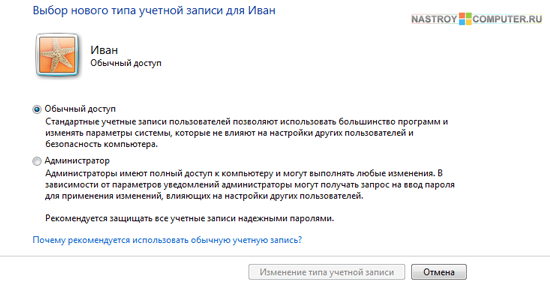 Выбор нового типа учетной записи для Иван
NASTROY COMPUTER.RU
Иван
Обычный доступ
Обычный доступ
Стандартные учетные записи пользователей позволяют использовать большинство программ и
изменять параметры системы, которые не влияют на настройки других пользователей и
безопасность компьютера.
Администратор
Администраторы имеют полный доступ к компьютеру и могут выполнять любые изменения. В
зависимости от параметров уведомлений администраторы могут получать запрос на ввод пароля
для применения изменений, влияющих на настройки других пользователей.
Рекомендуется защищать все учетные записи надежными паролями.
Почему рекомендуется использовать обычную учетную запись?
Изменение типа учетной записи
Отмена